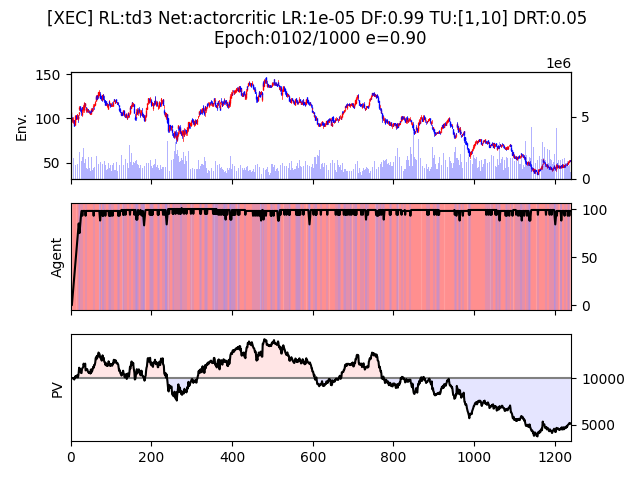 [XEC] RL:td3 Net:actorcritic LR:1e-05 DF:0.99 TU:[1,10] DRT:0.05
Epoch:0102/1000 e=0.90
1e6
150
100
50
Env.
5
0
Agent
100
50
0
PV
10000
5000
0 200 400 600 800 1000 1200